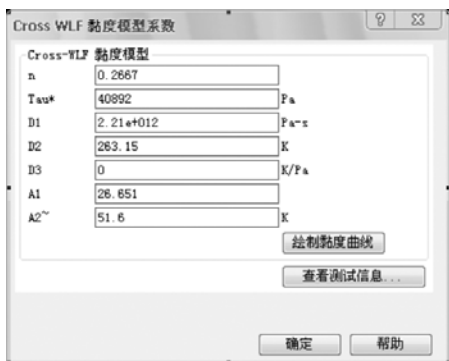 Cross WLF 黏度模型系数
Cross-WLF 黏度模型
n 0.2667
Tau* 40892 Pa
D1 2.21e+012 Pa-s
D2 263.15 K
D3 0 K/Pa
A1 26.651
A2~ 51.6 K
绘制黏度曲线
查看测试信息...
确定 帮助